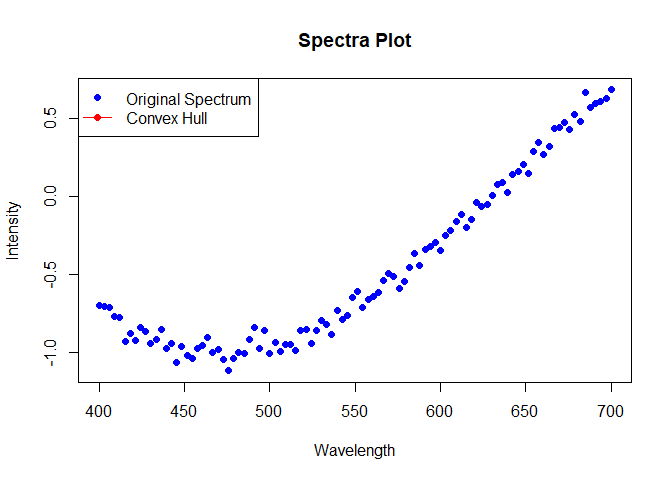 Spectra Plot
Original Spectrum
Convex Hull
0.5
0.0
-0.5
-1.0
Intensity
400 450 500 550 600 650 700
Wavelength